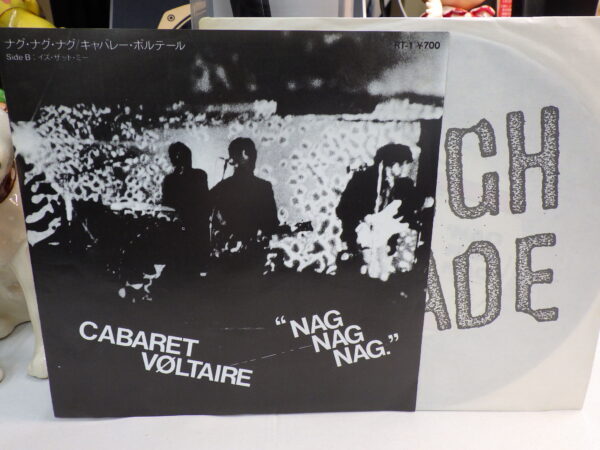 ナグ・ナグ・ナグ/キャバレー・ボルテール
Side B：イズ・ザット・ミー
RT-1 ¥700
CABARET
VØLTAIRE
“NAG
NAG
NAG.”
GH
ADE